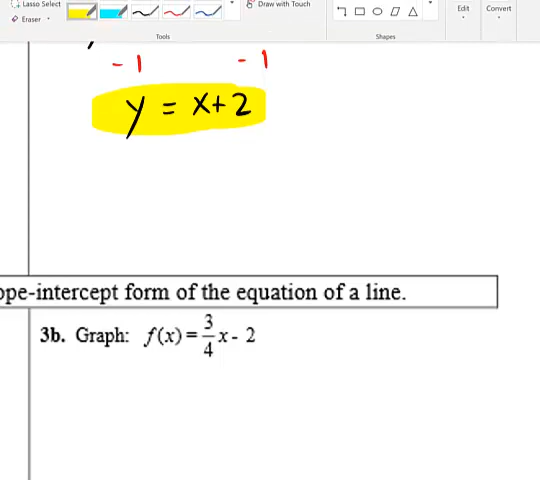 Lasso Select
Eraser
Draw with Touch
Edit
Convert
Tools
Shapes
- 1 - 1
y = x + 2
ope-intercept form of the equation of a line.
3b. Graph: f(x) = 3/4 x - 2